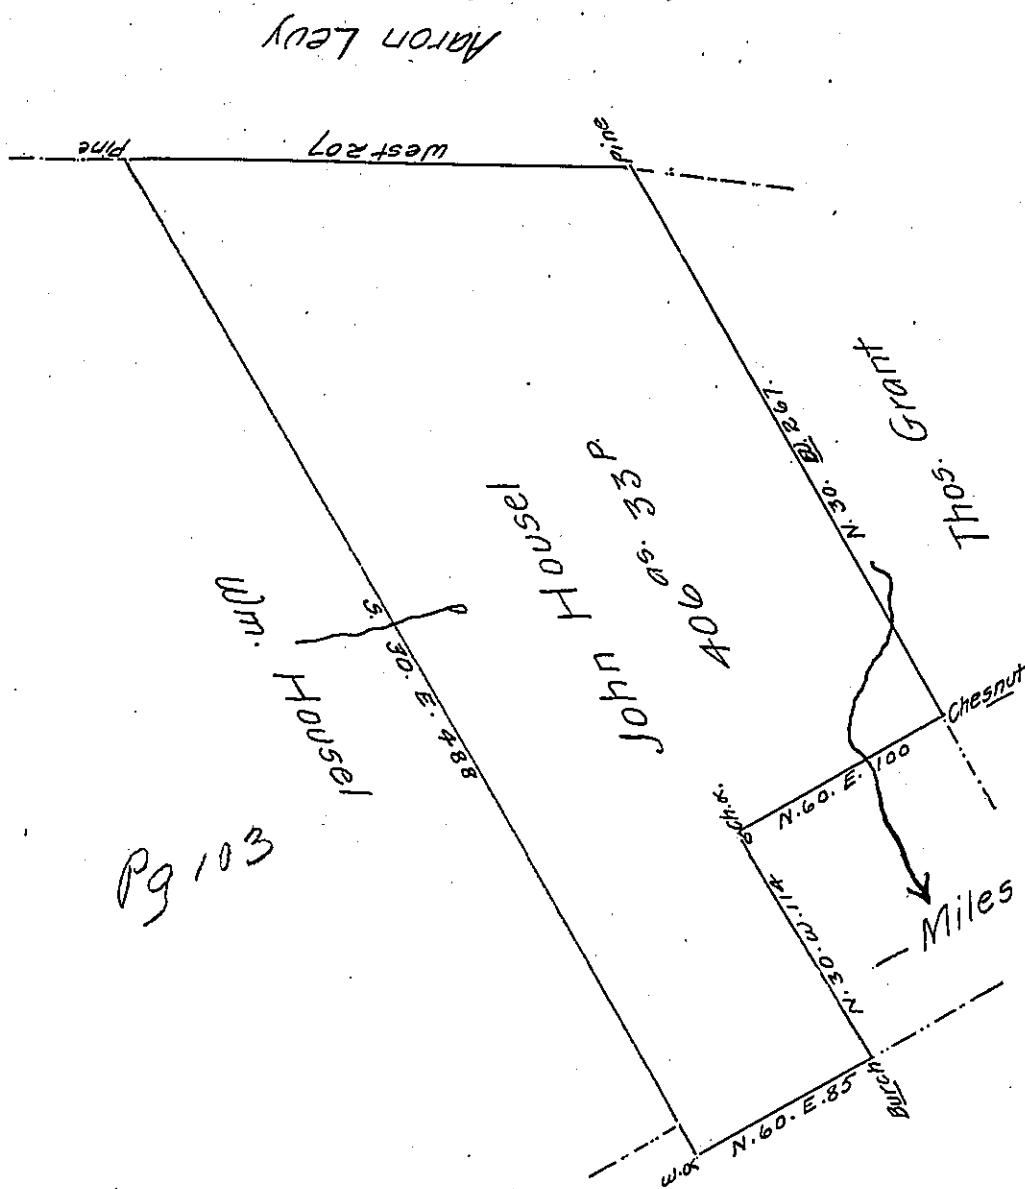 Aaron Levy
Pine
West 207
Pine
N. 30. W. 267.
Thos. Grant
Wm. Housel
S. 30. E. 488
John Housel
406 as. 33 P.
Chesnut
N. 60. E. 100
Ch. o.
N. 30. W. 114
Miles
Pg 103
Burch
N. 60. E. 85
W. o